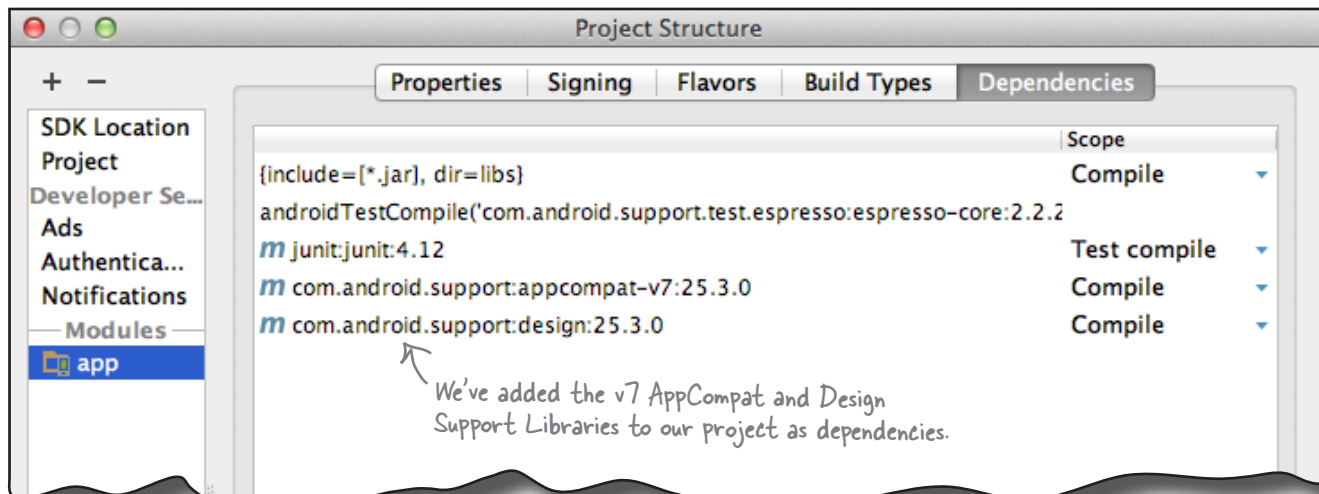 Project Structure
+ −
Properties Signing Flavors Build Types Dependencies
SDK Location
Project
Developer Se...
Ads
Authentica...
Notifications
Modules
app
Scope
{include=[*.jar], dir=libs} Compile
androidTestCompile('com.android.support.test.espresso:espresso-core:2.2.2
m junit:junit:4.12 Test compile
m com.android.support:appcompat-v7:25.3.0 Compile
m com.android.support:design:25.3.0 Compile
We've added the v7 AppCompat and Design
Support Libraries to our project as dependencies.